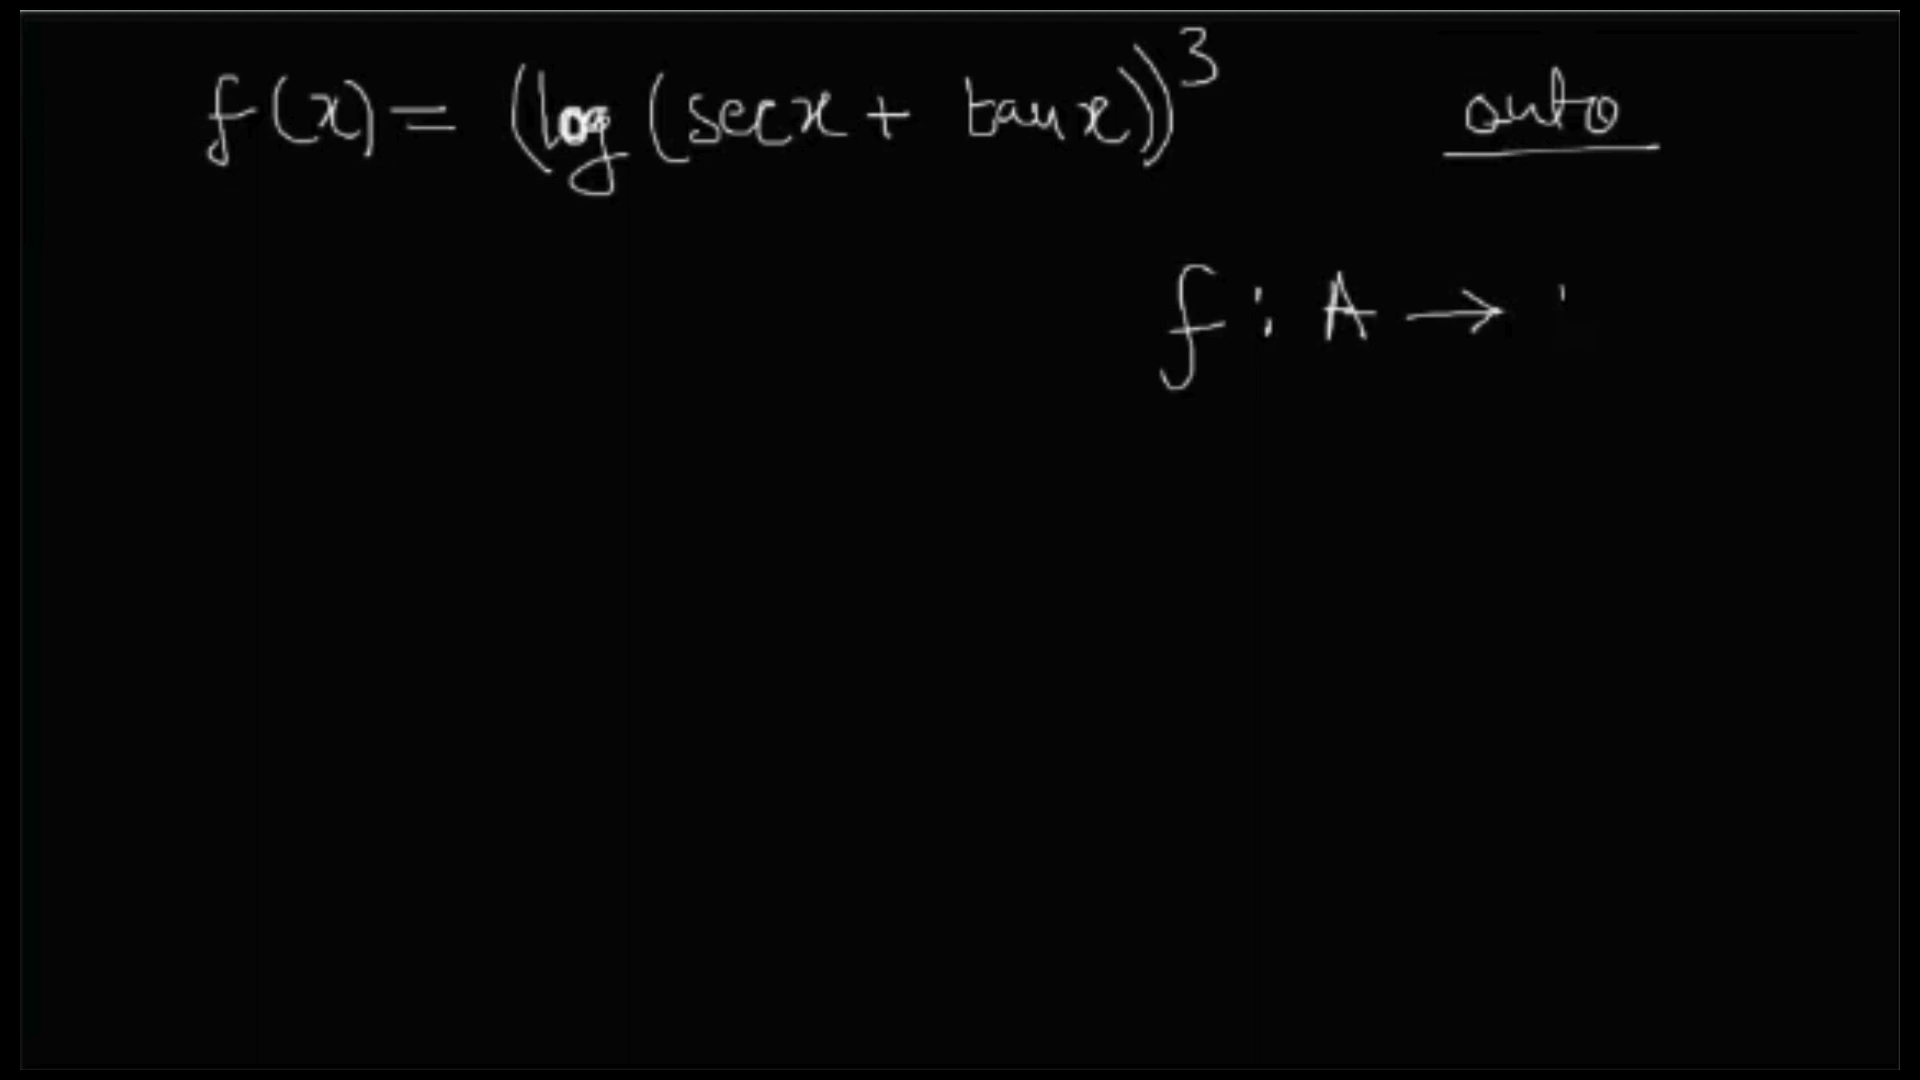 f(x) = (log (secx + tanx))³ onto
f : A →